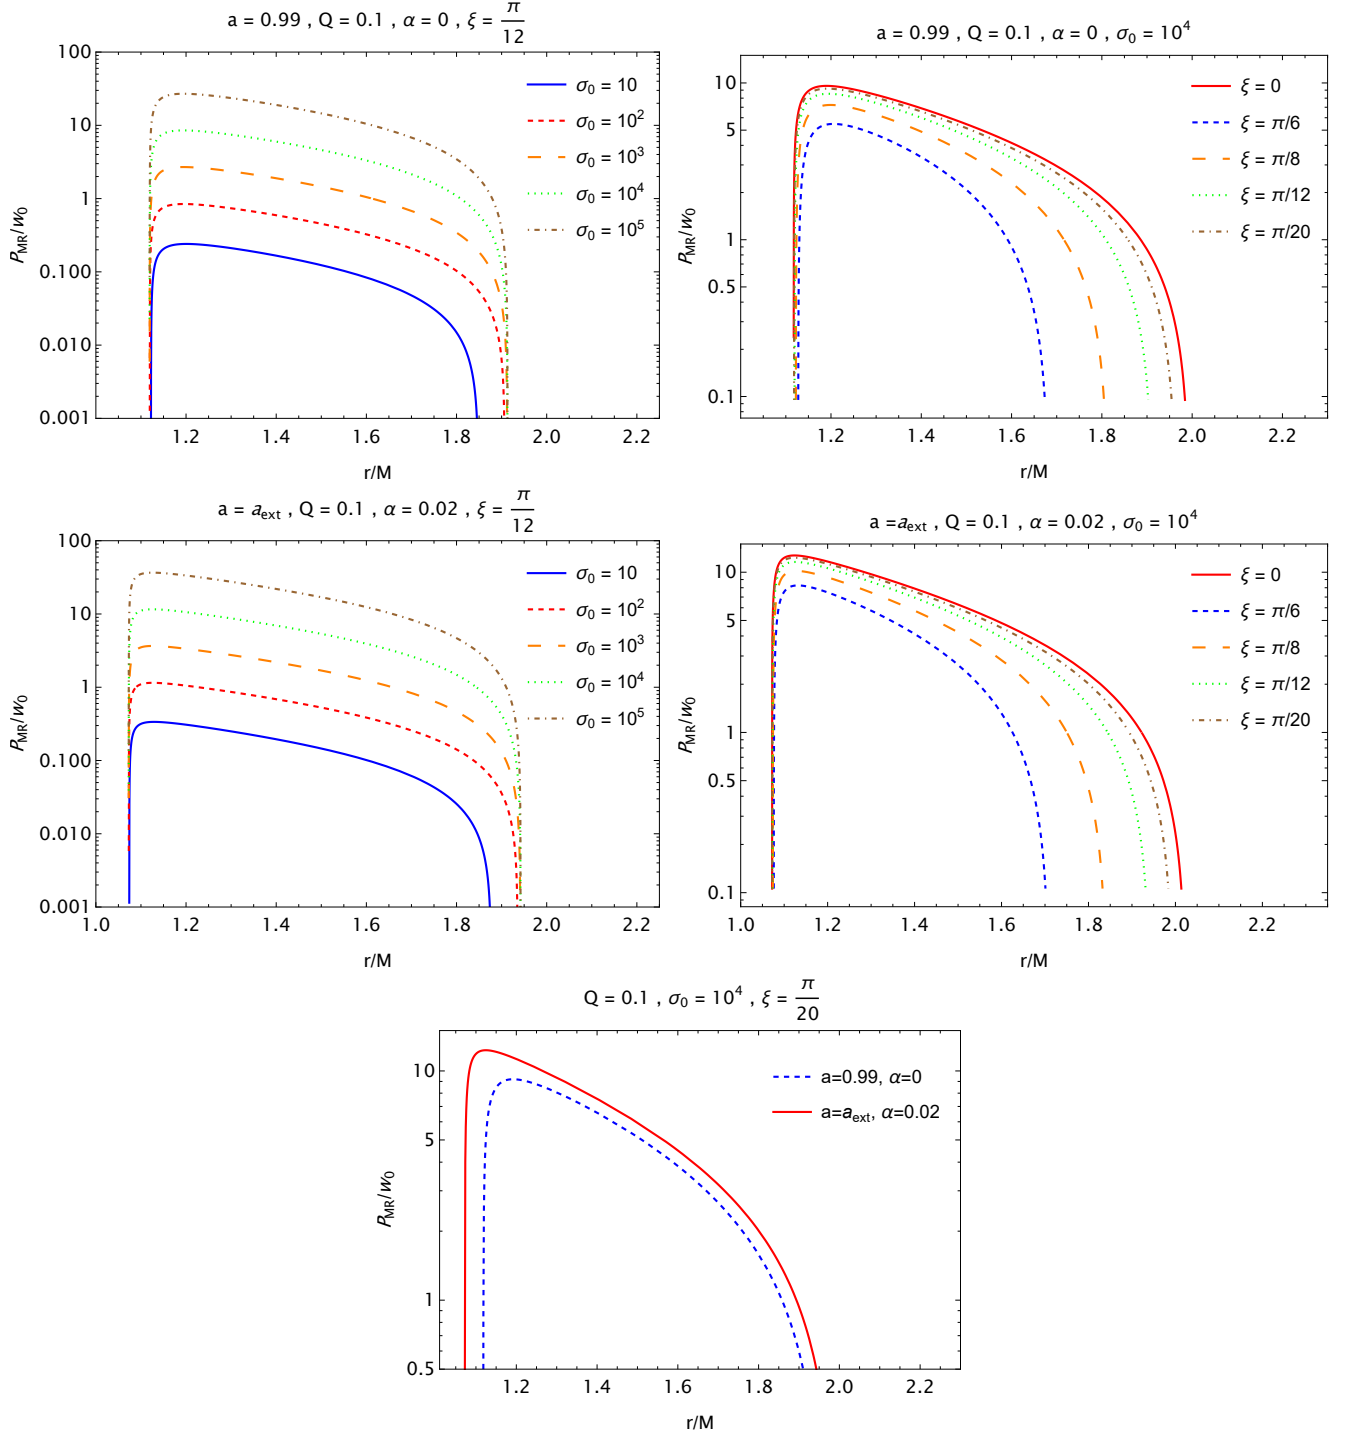 a = 0.99 , Q = 0.1 , α = 0 , ξ = π/12
100
10
1
0.100
0.010
0.001
P_MR/w_0
1.2 1.4 1.6 1.8 2.0 2.2
r/M
σ_0 = 10
σ_0 = 10^2
σ_0 = 10^3
σ_0 = 10^4
σ_0 = 10^5
a = 0.99 , Q = 0.1 , α = 0 , σ_0 = 10^4
10
5
1
0.5
0.1
P_MR/w_0
1.2 1.4 1.6 1.8 2.0 2.2
r/M
ξ = 0
ξ = π/6
ξ = π/8
ξ = π/12
ξ = π/20
a = a_ext , Q = 0.1 , α = 0.02 , ξ = π/12
100
10
1
0.100
0.010
0.001
P_MR/w_0
1.0 1.2 1.4 1.6 1.8 2.0 2.2
r/M
σ_0 = 10
σ_0 = 10^2
σ_0 = 10^3
σ_0 = 10^4
σ_0 = 10^5
a =a_ext, Q = 0.1 , α = 0.02 , σ_0 = 10^4
10
5
1
0.5
0.1
P_MR/w_0
1.0 1.2 1.4 1.6 1.8 2.0 2.2
r/M
ξ = 0
ξ = π/6
ξ = π/8
ξ = π/12
ξ = π/20
Q = 0.1 , σ_0 = 10^4 , ξ = π/20
10
5
1
0.5
P_MR/w_0
1.2 1.4 1.6 1.8 2.0 2.2
r/M
a=0.99, α=0
a=a_ext, α=0.02